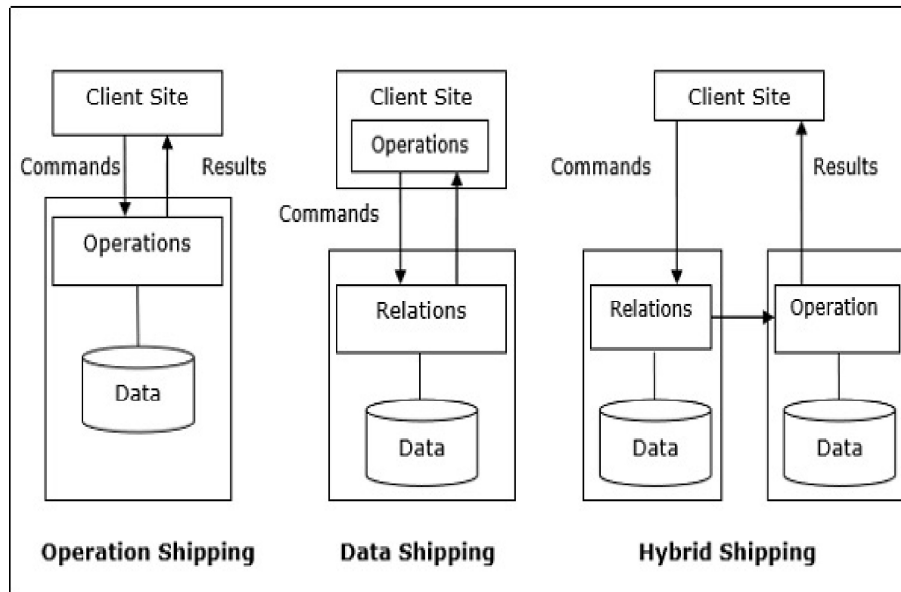 Client Site
Commands
Results
Operations
Data
Operation Shipping
Client Site
Operations
Commands
Relations
Data
Data Shipping
Client Site
Commands
Results
Relations
Operation
Data
Data
Hybrid Shipping